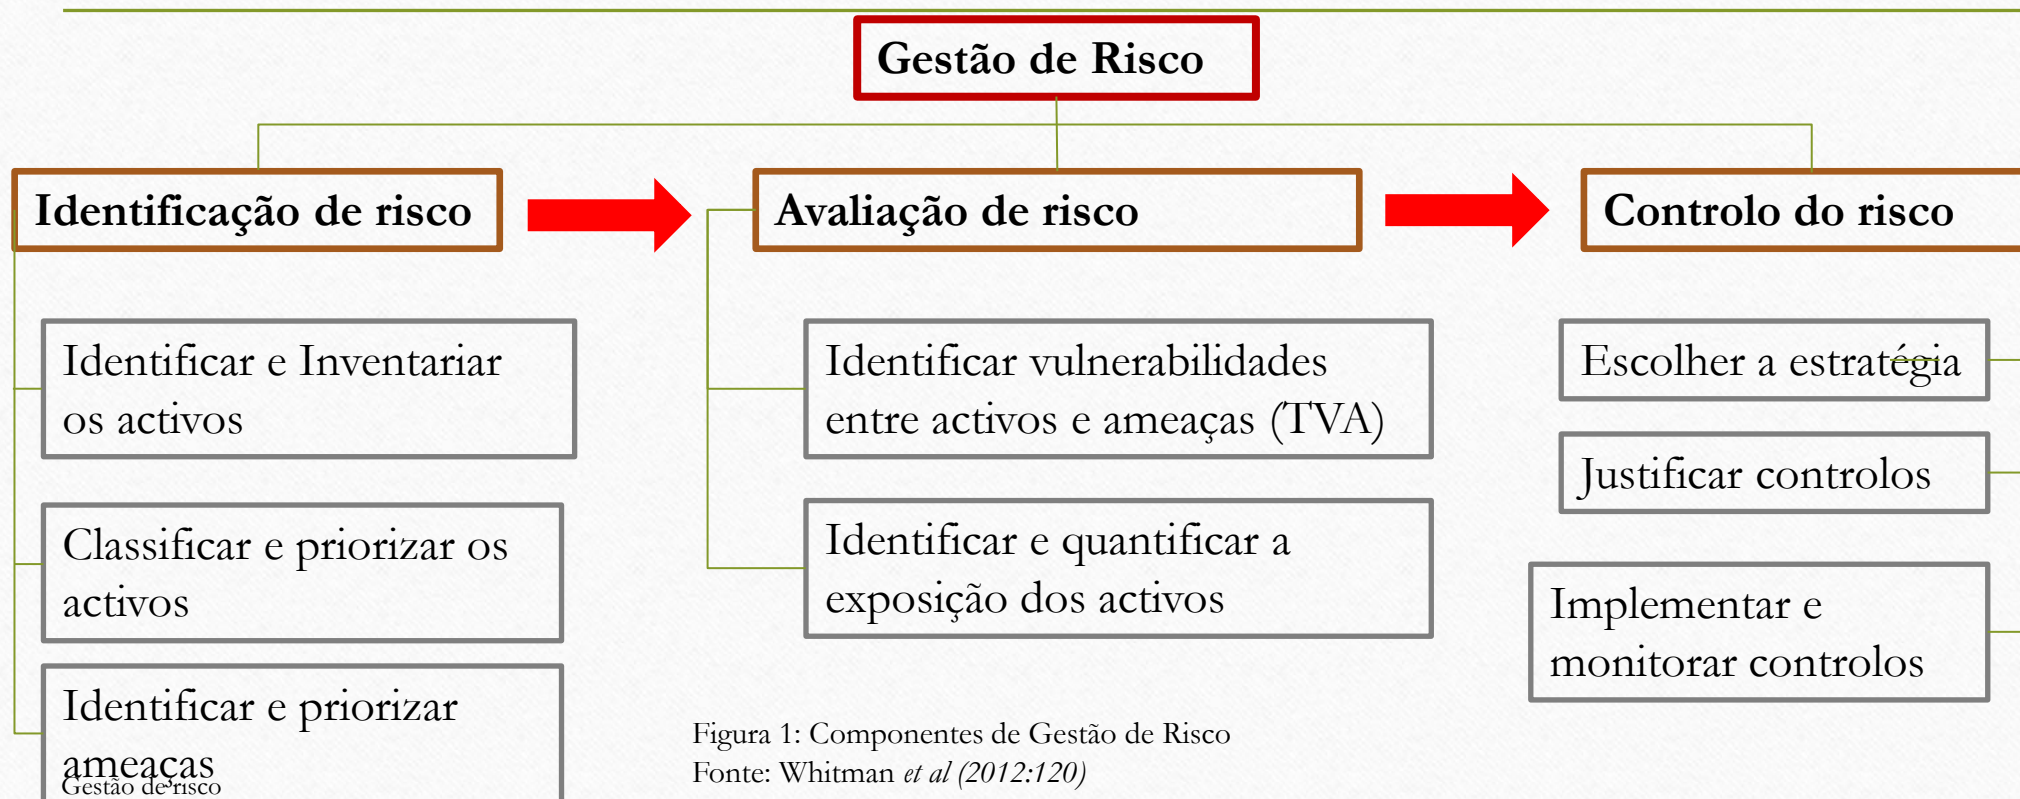 Gestão de Risco
Identificação de risco
Avaliação de risco
Controlo do risco
Identificar e Inventariar
os activos
Classificar e priorizar os
activos
Identificar e priorizar
ameaças
Identificar vulnerabilidades
entre activos e ameaças (TVA)
Identificar e quantificar a
exposição dos activos
Escolher a estratégia
Justificar controlos
Implementar e
monitorar controlos
Figura 1: Componentes de Gestão de Risco
Fonte: Whitman et al (2012:120)
Gestão de risco